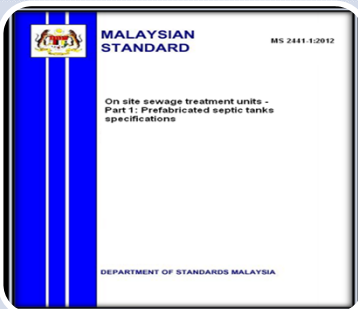 MALAYSIAN
STANDARD
MS 2441-1:2012
On site sewage treatment units -
Part 1: Prefabricated septic tanks
specifications
DEPARTMENT OF STANDARDS MALAYSIA